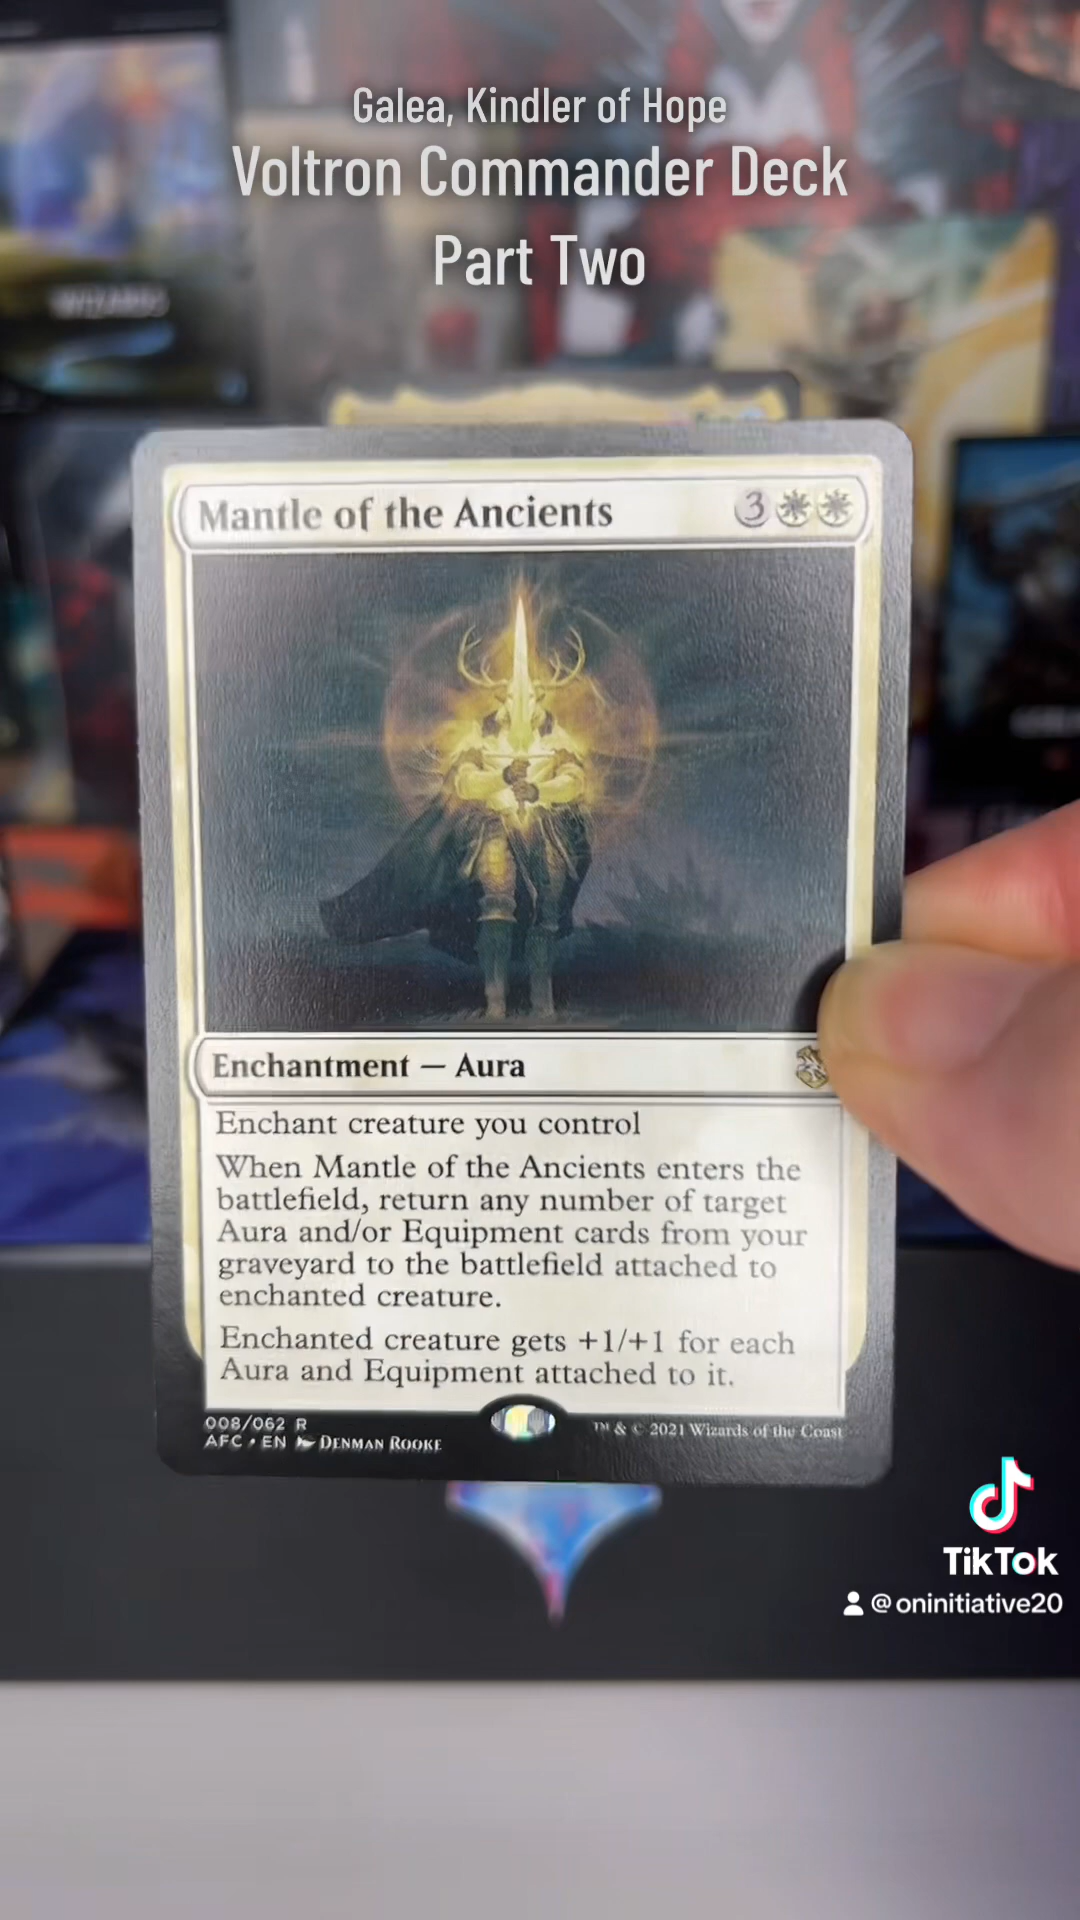 Galea, Kindler of Hope
Voltron Commander Deck
Part Two
WIZARDS
Mantle of the Ancients
3
Enchantment — Aura
Enchant creature you control
When Mantle of the Ancients enters the
battlefield, return any number of target
Aura and/or Equipment cards from your
graveyard to the battlefield attached to
enchanted creature.
Enchanted creature gets +1/+1 for each
Aura and Equipment attached to it.
008/062 R
AFC • EN DENMAN ROOKE
™ & © 2021 Wizards of the Coast
TikTok
@oninitiative20